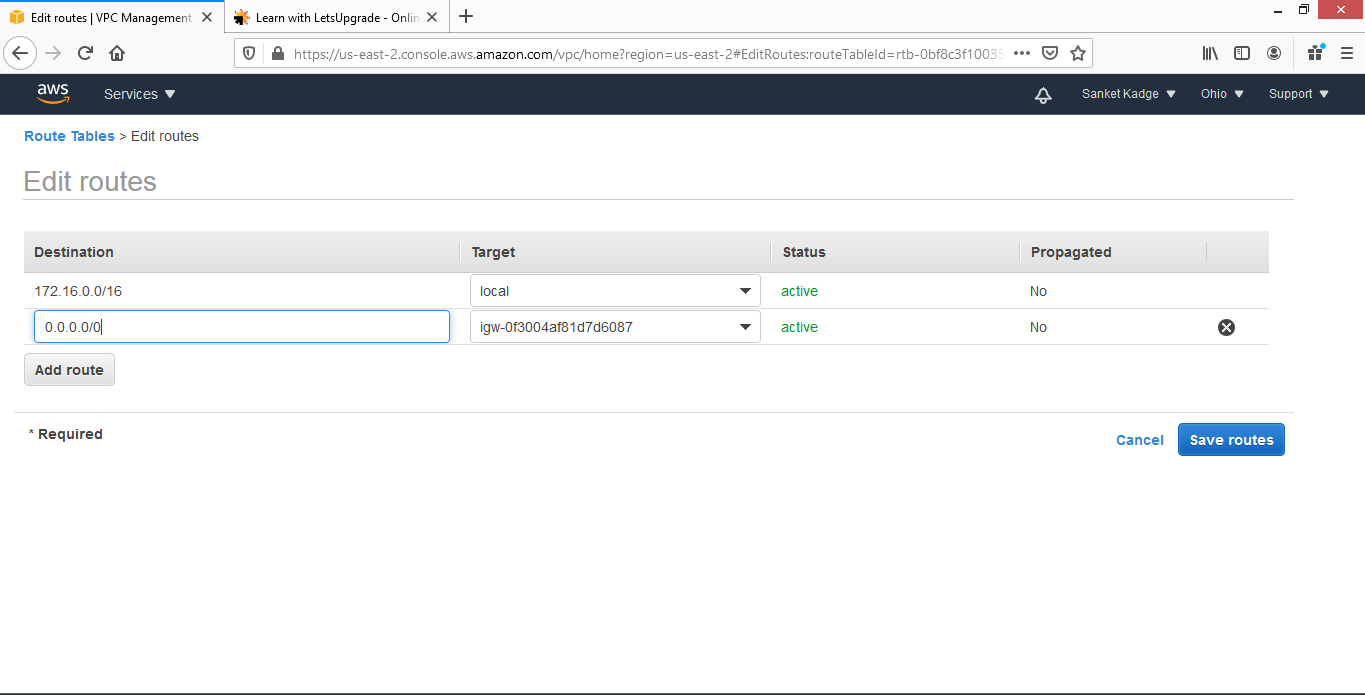 Edit routes | VPC Management
Learn with LetsUpgrade - Onlin
https://us-east-2.console.aws.amazon.com/vpc/home?region=us-east-2#EditRoutes:routeTableId=rtb-0bf8c3f10035
aws
Services
Sanket Kadge
Ohio
Support
Route Tables > Edit routes
Edit routes
Destination Target Status Propagated
172.16.0.0/16 local active No
0.0.0.0/0 igw-0f3004af81d7d6087 active No
Add route
* Required
Cancel
Save routes